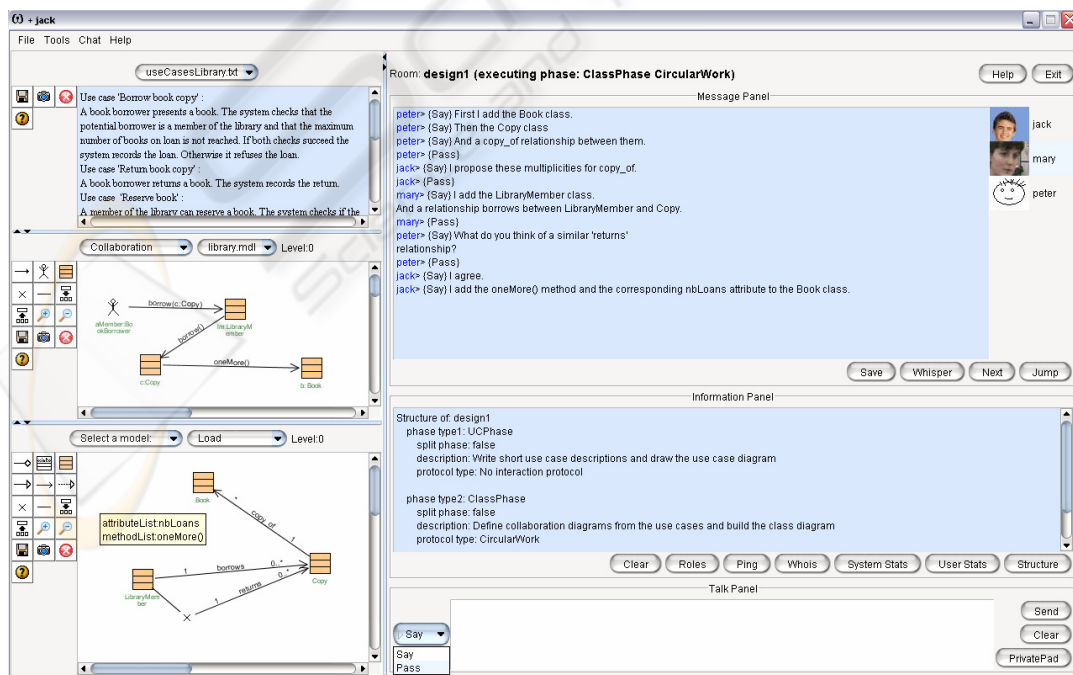 + jack
File Tools Chat Help
useCasesLibrary.txt
Use case 'Borrow book copy' :
A book borrower presents a book. The system checks that the
potential borrower is a member of the library and that the maximum
number of books on loan is not reached. If both checks succeed the
system records the loan. Otherwise it refuses the loan.
Use case 'Return book copy' :
A book borrower returns a book. The system records the return.
Use case 'Reserve book' :
A member of the library can reserve a book. The system checks if the
Collaboration
library.mdl
Level:0
borrow(c:Copy)
aMember:Bo
okBorrower
lm:LibraryM
ember
borrow()
oneMore()
c:Copy
b: Book
Select a model:
Load
Level:0
Book
attributeList:nbLoans
methodList:oneMore()
*
copy_of
1
1
borrows
0..*
Copy
LibraryMem
ber
1
returns
0..*
Room: design1 (executing phase: ClassPhase CircularWork)
Help
Exit
Message Panel
peter> {Say} First I add the Book class.
peter> {Say} Then the Copy class
peter> {Say} And a copy_of relationship between them.
peter> {Pass}
jack> {Say} I propose these multiplicities for copy_of.
jack> {Pass}
mary> {Say} I add the LibraryMember class.
And a relationship borrows between LibraryMember and Copy.
mary> {Pass}
peter> {Say} What do you think of a similar 'returns'
relationship?
peter> {Pass}
jack> {Say} I agree.
jack> {Say} I add the oneMore() method and the corresponding nbLoans attribute to the Book class.
jack
mary
peter
Save
Whisper
Next
Jump
Information Panel
Structure of: design1
phase type1: UCPhase
split phase: false
description: Write short use case descriptions and draw the use case diagram
protocol type: No interaction protocol
phase type2: ClassPhase
split phase: false
description: Define collaboration diagrams from the use cases and build the class diagram
protocol type: CircularWork
Clear
Roles
Ping
Whois
System Stats
User Stats
Structure
Talk Panel
Say
Say
Pass
Send
Clear
PrivatePad